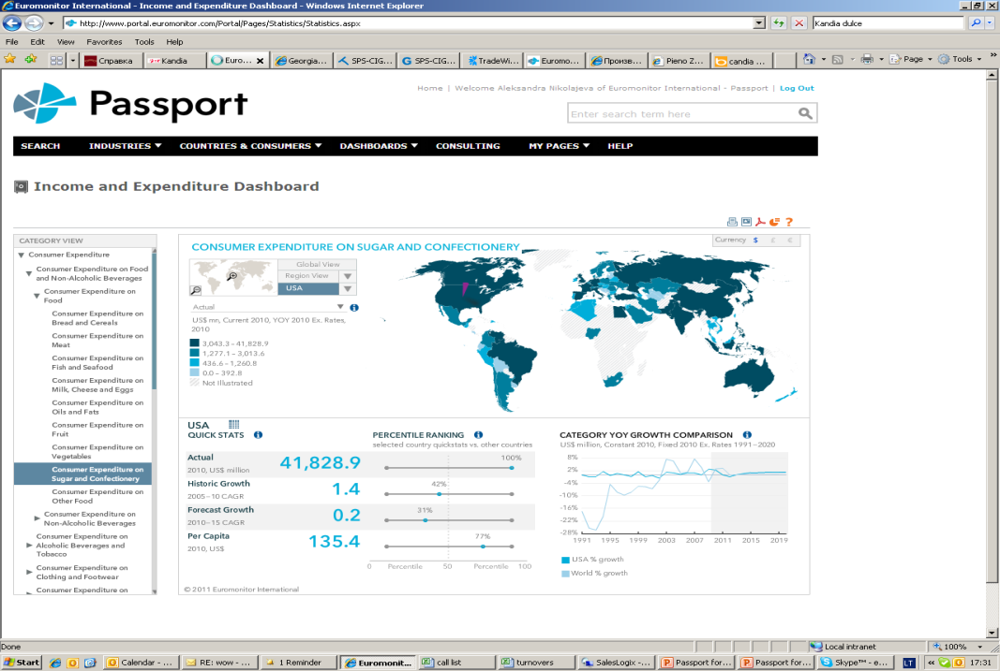 Euromonitor International - Income and Expenditure Dashboard - Windows Internet Explorer
http://www.portal.euromonitor.com/Portal/Pages/Statistics/Statistics.aspx
Kandia dulce
File Edit View Favorites Tools Help
Справка
Kandia
Euro...
Georgia...
SPS-CIG...
SPS-CIG...
TradeWi...
Euromo...
Произв...
Pieno Z...
candia ...
Page
Tools
Passport
Home | Welcome Aleksandra Nikolajeva of Euromonitor International - Passport | Log Out
Enter search term here
SEARCH INDUSTRIES COUNTRIES & CONSUMERS DASHBOARDS CONSULTING MY PAGES HELP
Income and Expenditure Dashboard
CATEGORY VIEW
Consumer Expenditure
Consumer Expenditure on Food
and Non-Alcoholic Beverages
Consumer Expenditure on
Food
Consumer Expenditure on
Bread and Cereals
Consumer Expenditure on
Meat
Consumer Expenditure on
Fish and Seafood
Consumer Expenditure on
Milk, Cheese and Eggs
Consumer Expenditure on
Oils and Fats
Consumer Expenditure on
Fruit
Consumer Expenditure on
Vegetables
Consumer Expenditure on
Sugar and Confectionery
Consumer Expenditure on
Other Food
Consumer Expenditure on
Non-Alcoholic Beverages
Consumer Expenditure on
Alcoholic Beverages and
Tobacco
Consumer Expenditure on
Clothing and Footwear
Consumer Expenditure on
Currency $ £ €
CONSUMER EXPENDITURE ON SUGAR AND CONFECTIONERY
Global View
Region View
USA
Actual
US$ mn, Current 2010, YOY 2010 Ex. Rates,
2010
3,043.3 - 41,828.9
1,277.1 - 3,013.6
436.6 - 1,260.8
0.0 - 392.8
Not Illustrated
USA
QUICK STATS
Actual
2010, US$ million
41,828.9
Historic Growth
2005-10 CAGR
1.4
Forecast Growth
2010-15 CAGR
0.2
Per Capita
2010, US$
135.4
PERCENTILE RANKING
selected country quickstats vs. other countries
100%
42%
31%
77%
0 Percentile 50 Percentile 100
CATEGORY YOY GROWTH COMPARISON
US$ million, Constant 2010, Fixed 2010 Ex. Rates 1991-2020
8%
2%
-4%
-10%
-16%
-22%
-28%
1991 1995 1999 2003 2007 2011 2015 2019
USA % growth
World % growth
© 2011 Euromonitor International
Done
Local intranet
100%
Start
Calendar - ...
RE: wow - ...
1 Reminder
Euromonit...
call list
turnovers
SalesLogix -...
Passport for...
Passport for...
Skype™ - e...
LT
17:31